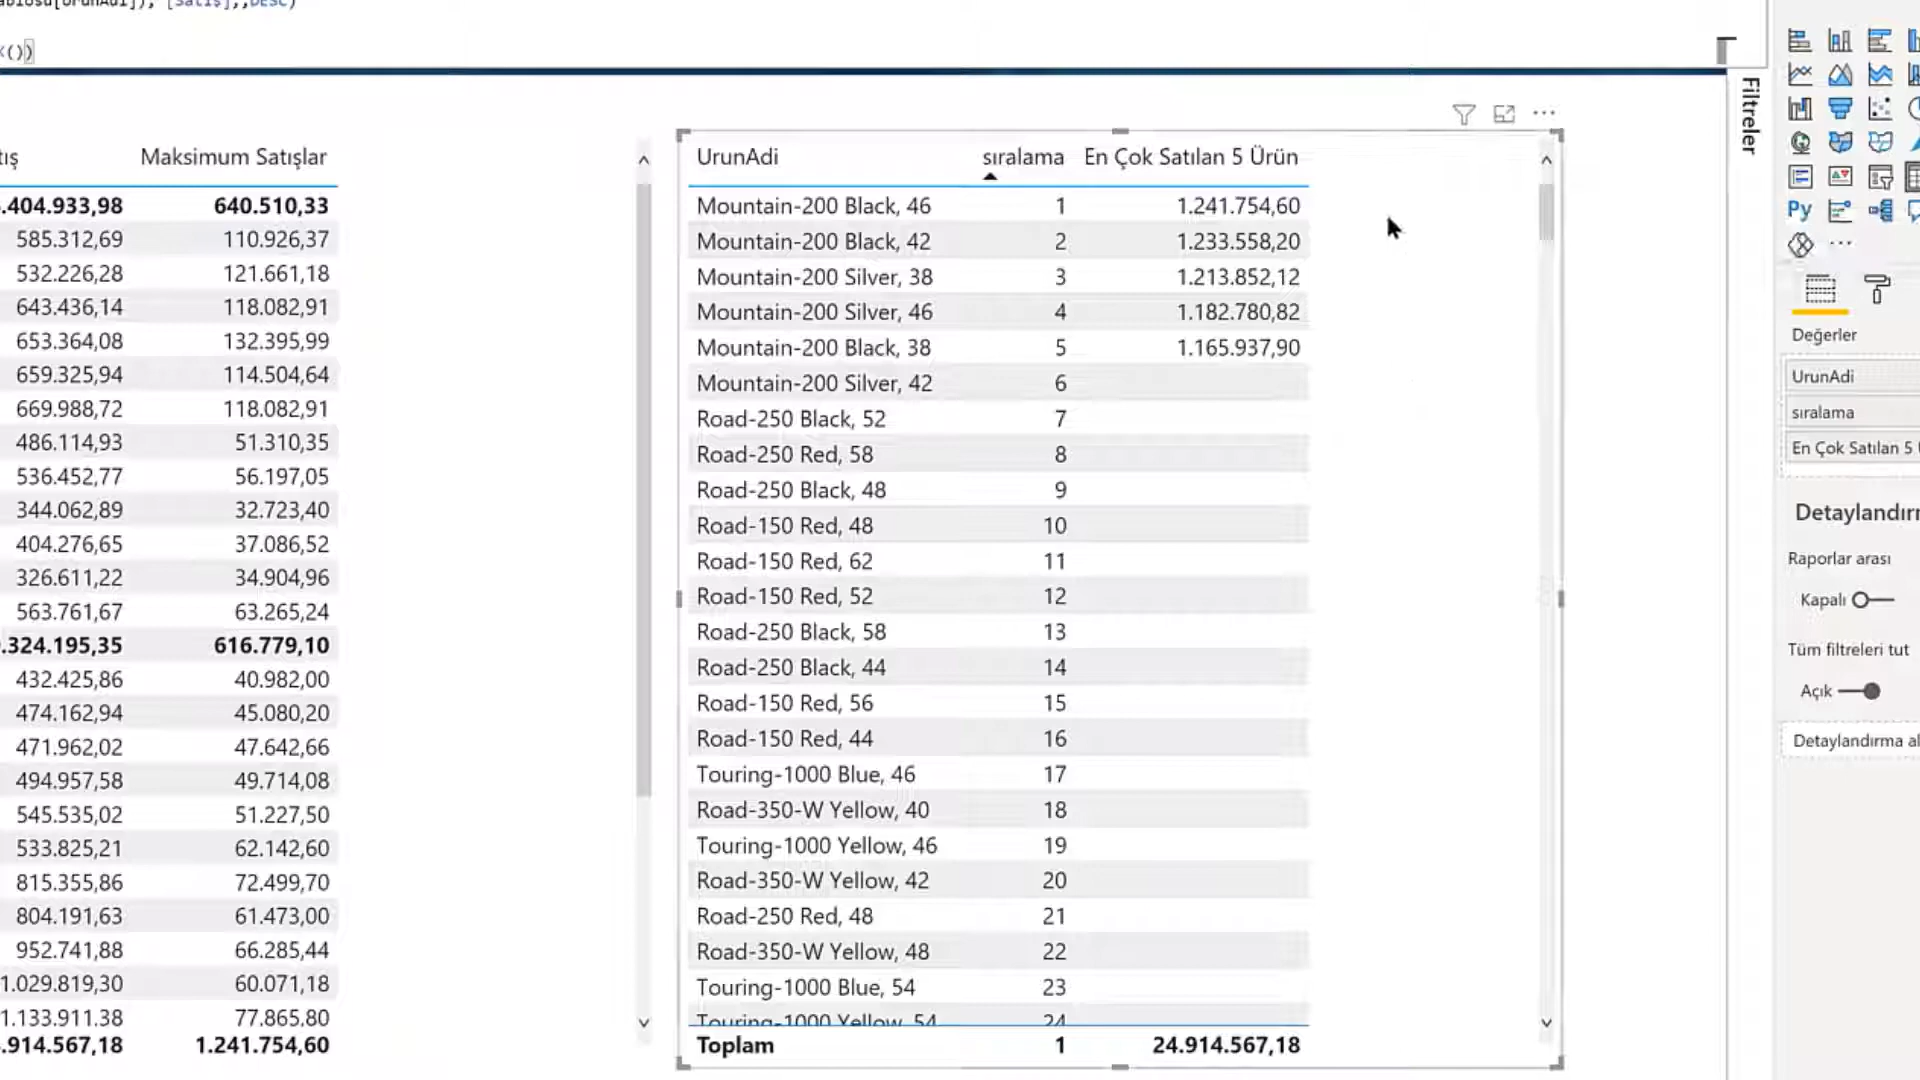 [Satış],,DESC)
())
Filtreler
Maksimum Satışlar
.404.933,98 640.510,33
585.312,69 110.926,37
532.226,28 121.661,18
643.436,14 118.082,91
653.364,08 132.395,99
659.325,94 114.504,64
669.988,72 118.082,91
486.114,93 51.310,35
536.452,77 56.197,05
344.062,89 32.723,40
404.276,65 37.086,52
326.611,22 34.904,96
563.761,67 63.265,24
.324.195,35 616.779,10
432.425,86 40.982,00
474.162,94 45.080,20
471.962,02 47.642,66
494.957,58 49.714,08
545.535,02 51.227,50
533.825,21 62.142,60
815.355,86 72.499,70
804.191,63 61.473,00
952.741,88 66.285,44
1.029.819,30 60.071,18
1.133.911,38 77.865,80
.914.567,18 1.241.754,60
UrunAdi sıralama En Çok Satılan 5 Ürün
Mountain-200 Black, 46 1 1.241.754,60
Mountain-200 Black, 42 2 1.233.558,20
Mountain-200 Silver, 38 3 1.213.852,12
Mountain-200 Silver, 46 4 1.182.780,82
Mountain-200 Black, 38 5 1.165.937,90
Mountain-200 Silver, 42 6
Road-250 Black, 52 7
Road-250 Red, 58 8
Road-250 Black, 48 9
Road-150 Red, 48 10
Road-150 Red, 62 11
Road-150 Red, 52 12
Road-250 Black, 58 13
Road-250 Black, 44 14
Road-150 Red, 56 15
Road-150 Red, 44 16
Touring-1000 Blue, 46 17
Road-350-W Yellow, 40 18
Touring-1000 Yellow, 46 19
Road-350-W Yellow, 42 20
Road-250 Red, 48 21
Road-350-W Yellow, 48 22
Touring-1000 Blue, 54 23
Touring-1000 Yellow, 54 24
Toplam 1 24.914.567,18
Py
Değerler
UrunAdi
sıralama
En Çok Satılan 5
Raporlar arası
Kapalı
Tüm filtreleri tut
Açık
Detaylandırma